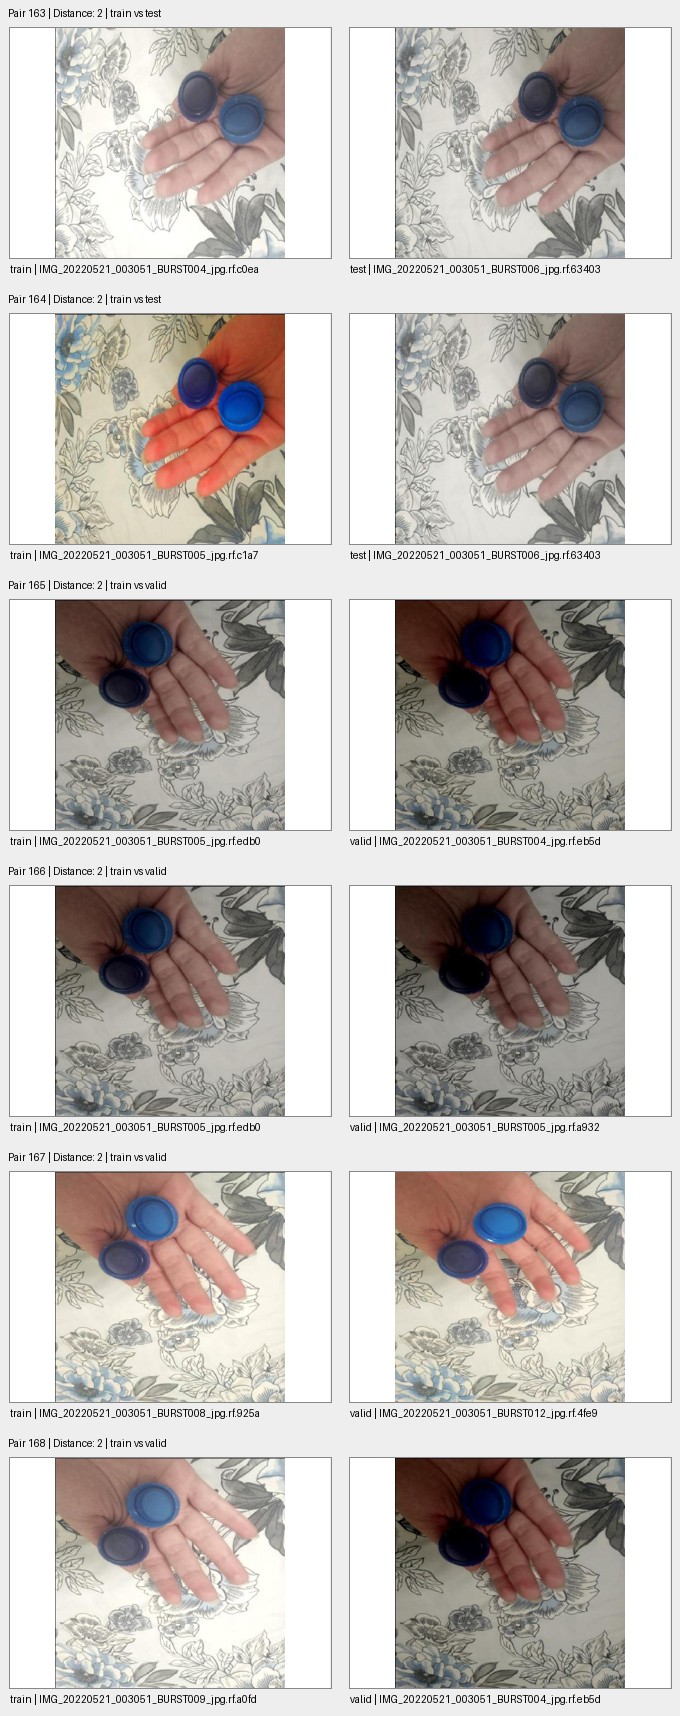 Pair 163 | Distance: 2 | train vs test
train | IMG_20220521_003051_BURST004_jpg.rf.c0ea
test | IMG_20220521_003051_BURST006_jpg.rf.63403
Pair 164 | Distance: 2 | train vs test
train | IMG_20220521_003051_BURST005_jpg.rf.c1a7
test | IMG_20220521_003051_BURST006_jpg.rf.63403
Pair 165 | Distance: 2 | train vs valid
train | IMG_20220521_003051_BURST005_jpg.rf.edb0
valid | IMG_20220521_003051_BURST004_jpg.rf.eb5d
Pair 166 | Distance: 2 | train vs valid
train | IMG_20220521_003051_BURST005_jpg.rf.edb0
valid | IMG_20220521_003051_BURST005_jpg.rf.a932
Pair 167 | Distance: 2 | train vs valid
train | IMG_20220521_003051_BURST008_jpg.rf.925a
valid | IMG_20220521_003051_BURST012_jpg.rf.4fe9
Pair 168 | Distance: 2 | train vs valid
train | IMG_20220521_003051_BURST009_jpg.rf.a0fd
valid | IMG_20220521_003051_BURST004_jpg.rf.eb5d